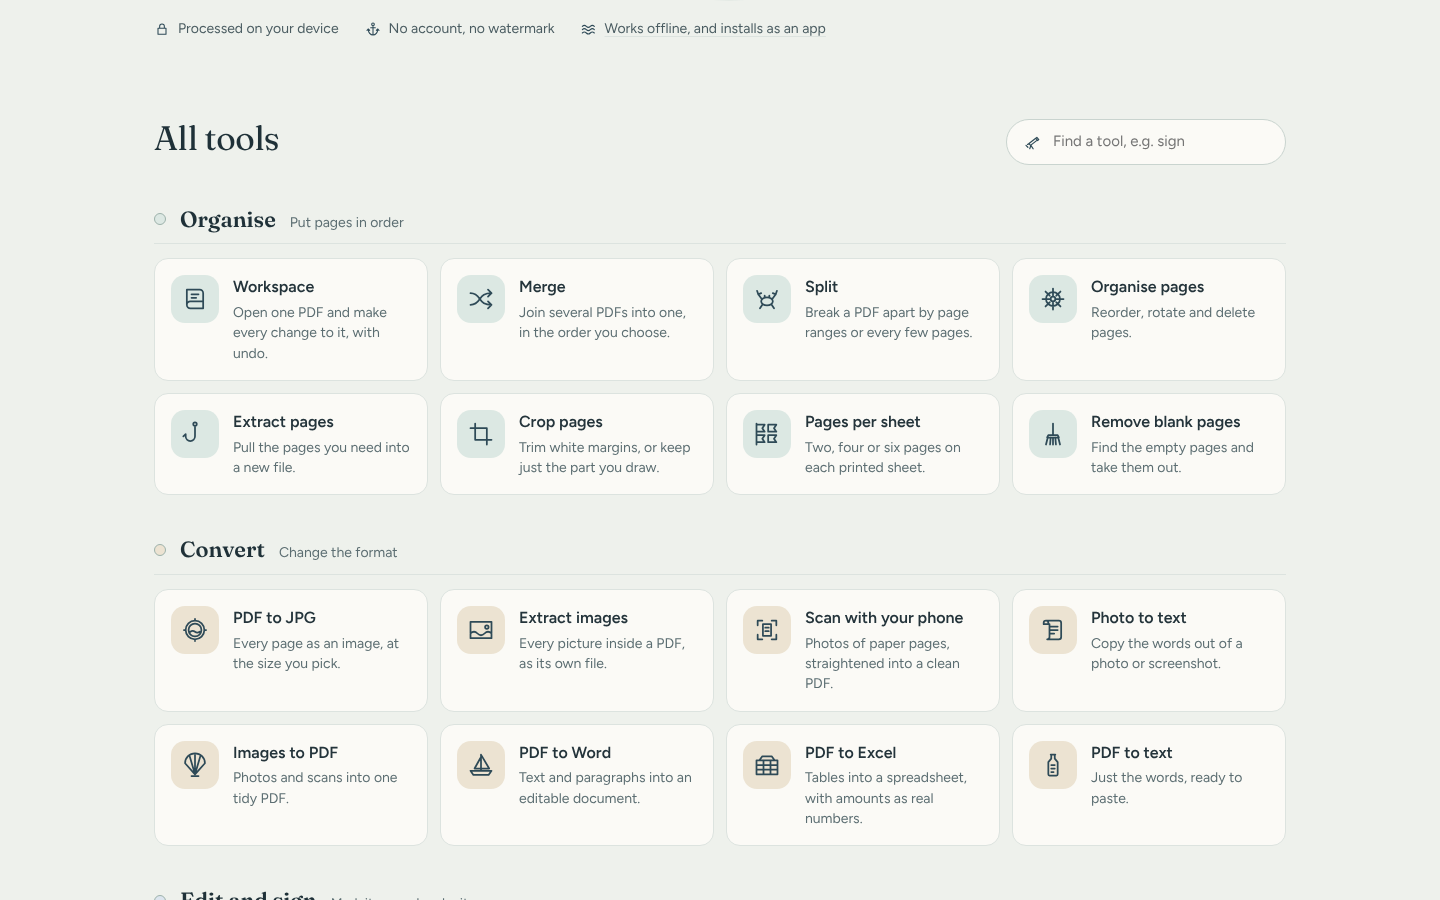 Processed on your device
No account, no watermark
Works offline, and installs as an app
All tools
Find a tool, e.g. sign
Organise
Put pages in order
Workspace
Open one PDF and make
every change to it, with
undo.
Merge
Join several PDFs into one,
in the order you choose.
Split
Break a PDF apart by page
ranges or every few pages.
Organise pages
Reorder, rotate and delete
pages.
Extract pages
Pull the pages you need into
a new file.
Crop pages
Trim white margins, or keep
just the part you draw.
Pages per sheet
Two, four or six pages on
each printed sheet.
Remove blank pages
Find the empty pages and
take them out.
Convert
Change the format
PDF to JPG
Every page as an image, at
the size you pick.
Extract images
Every picture inside a PDF,
as its own file.
Scan with your phone
Photos of paper pages,
straightened into a clean
PDF.
Photo to text
Copy the words out of a
photo or screenshot.
Images to PDF
Photos and scans into one
tidy PDF.
PDF to Word
Text and paragraphs into an
editable document.
PDF to Excel
Tables into a spreadsheet,
with amounts as real
numbers.
PDF to text
Just the words, ready to
paste.
Edit and sign